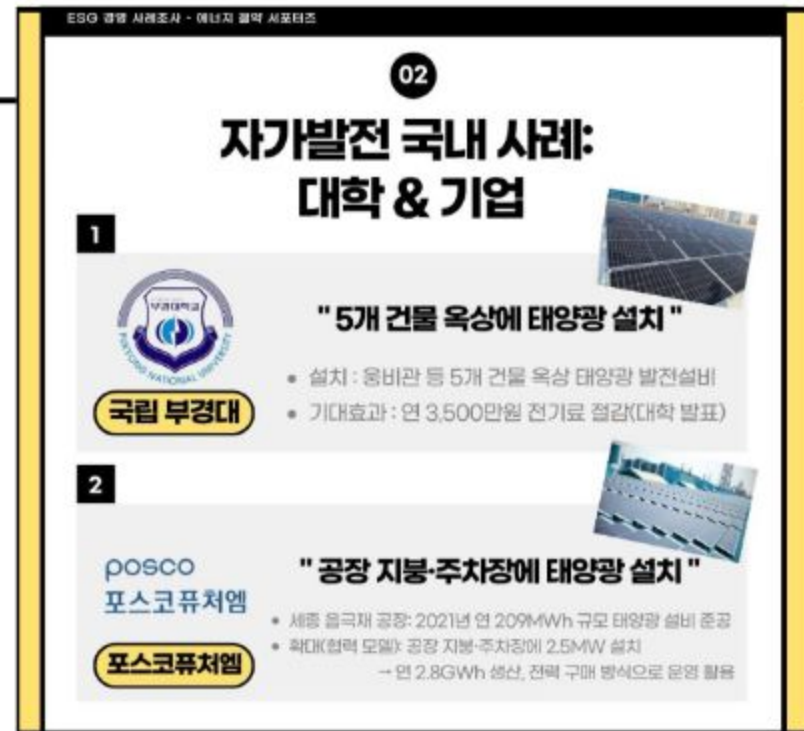 ESG 경영 사례조사 - 에너지 절약 서포터즈
02
자가발전 국내 사례:
대학 & 기업
1
부경대학교
PUKYONG NATIONAL UNIVERSITY
국립 부경대
" 5개 건물 옥상에 태양광 설치 "
• 설치 : 웅비관 등 5개 건물 옥상 태양광 발전설비
• 기대효과 : 연 3,500만원 전기료 절감(대학 발표)
2
posco
포스코퓨처엠
포스코퓨처엠
" 공장 지붕·주차장에 태양광 설치 "
• 세종 음극재 공장: 2021년 연 209MWh 규모 태양광 설비 준공
• 확대(협력 모델): 공장 지붕·주차장에 2.5MW 설치
→ 연 2.8GWh 생산, 전력 구매 방식으로 운영 활용